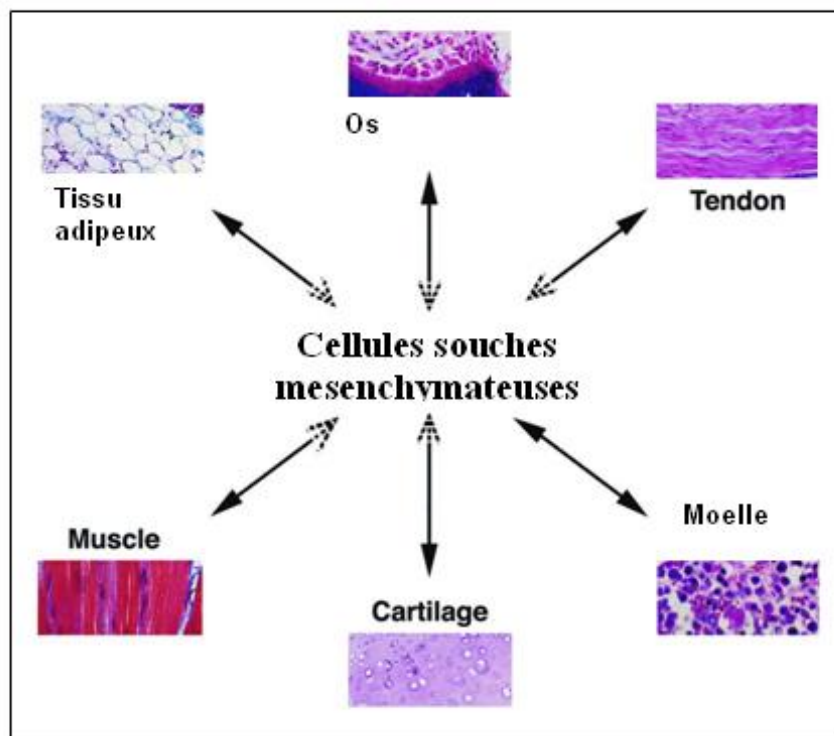 Os
Tissu
adipeux
Tendon
Cellules souches
mesenchymateuses
Muscle
Moelle
Cartilage